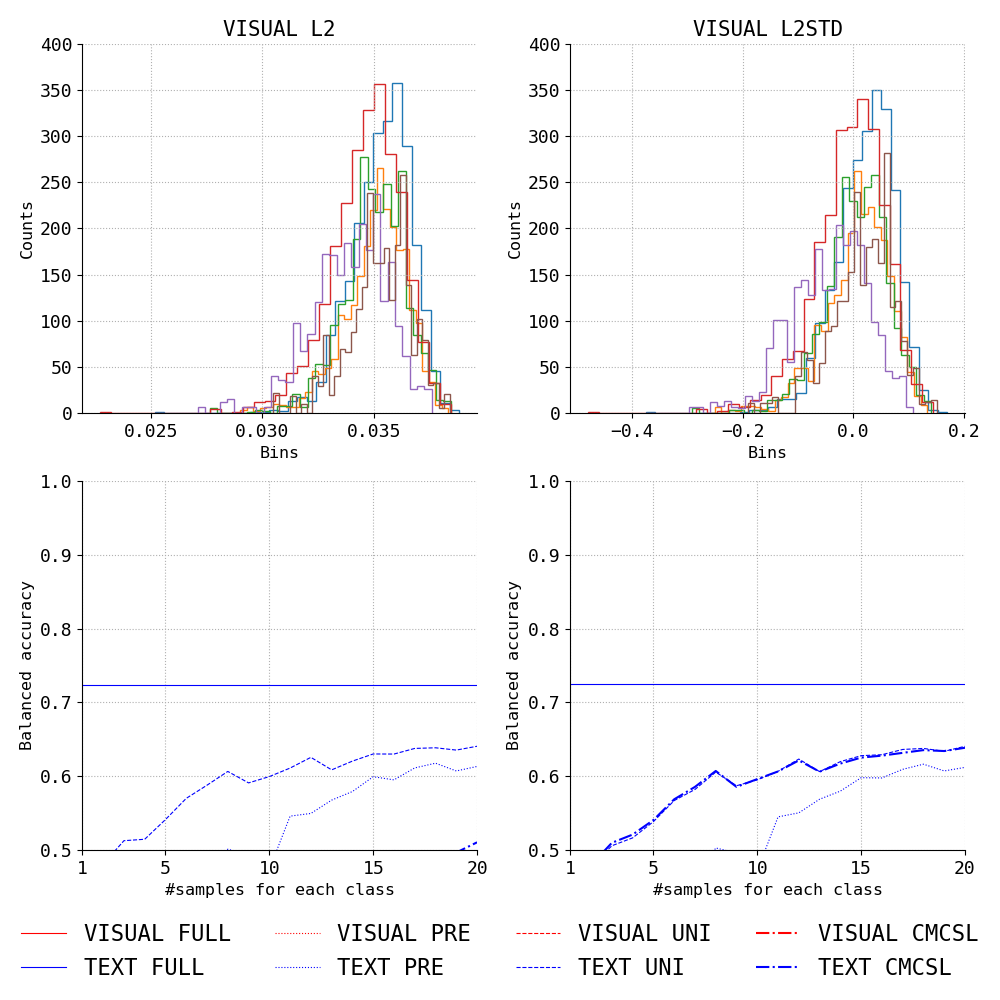 VISUAL L2
VISUAL L2STD
400
350
300
250
200
150
100
50
0
Counts
0.025
0.030
0.035
Bins
400
350
300
250
200
150
100
50
0
Counts
−0.4
−0.2
0.0
0.2
Bins
1.0
0.9
0.8
0.7
0.6
0.5
Balanced accuracy
1
5
10
15
20
#samples for each class
1.0
0.9
0.8
0.7
0.6
0.5
Balanced accuracy
1
5
10
15
20
#samples for each class
VISUAL FULL
VISUAL PRE
VISUAL UNI
VISUAL CMCSL
TEXT FULL
TEXT PRE
TEXT UNI
TEXT CMCSL